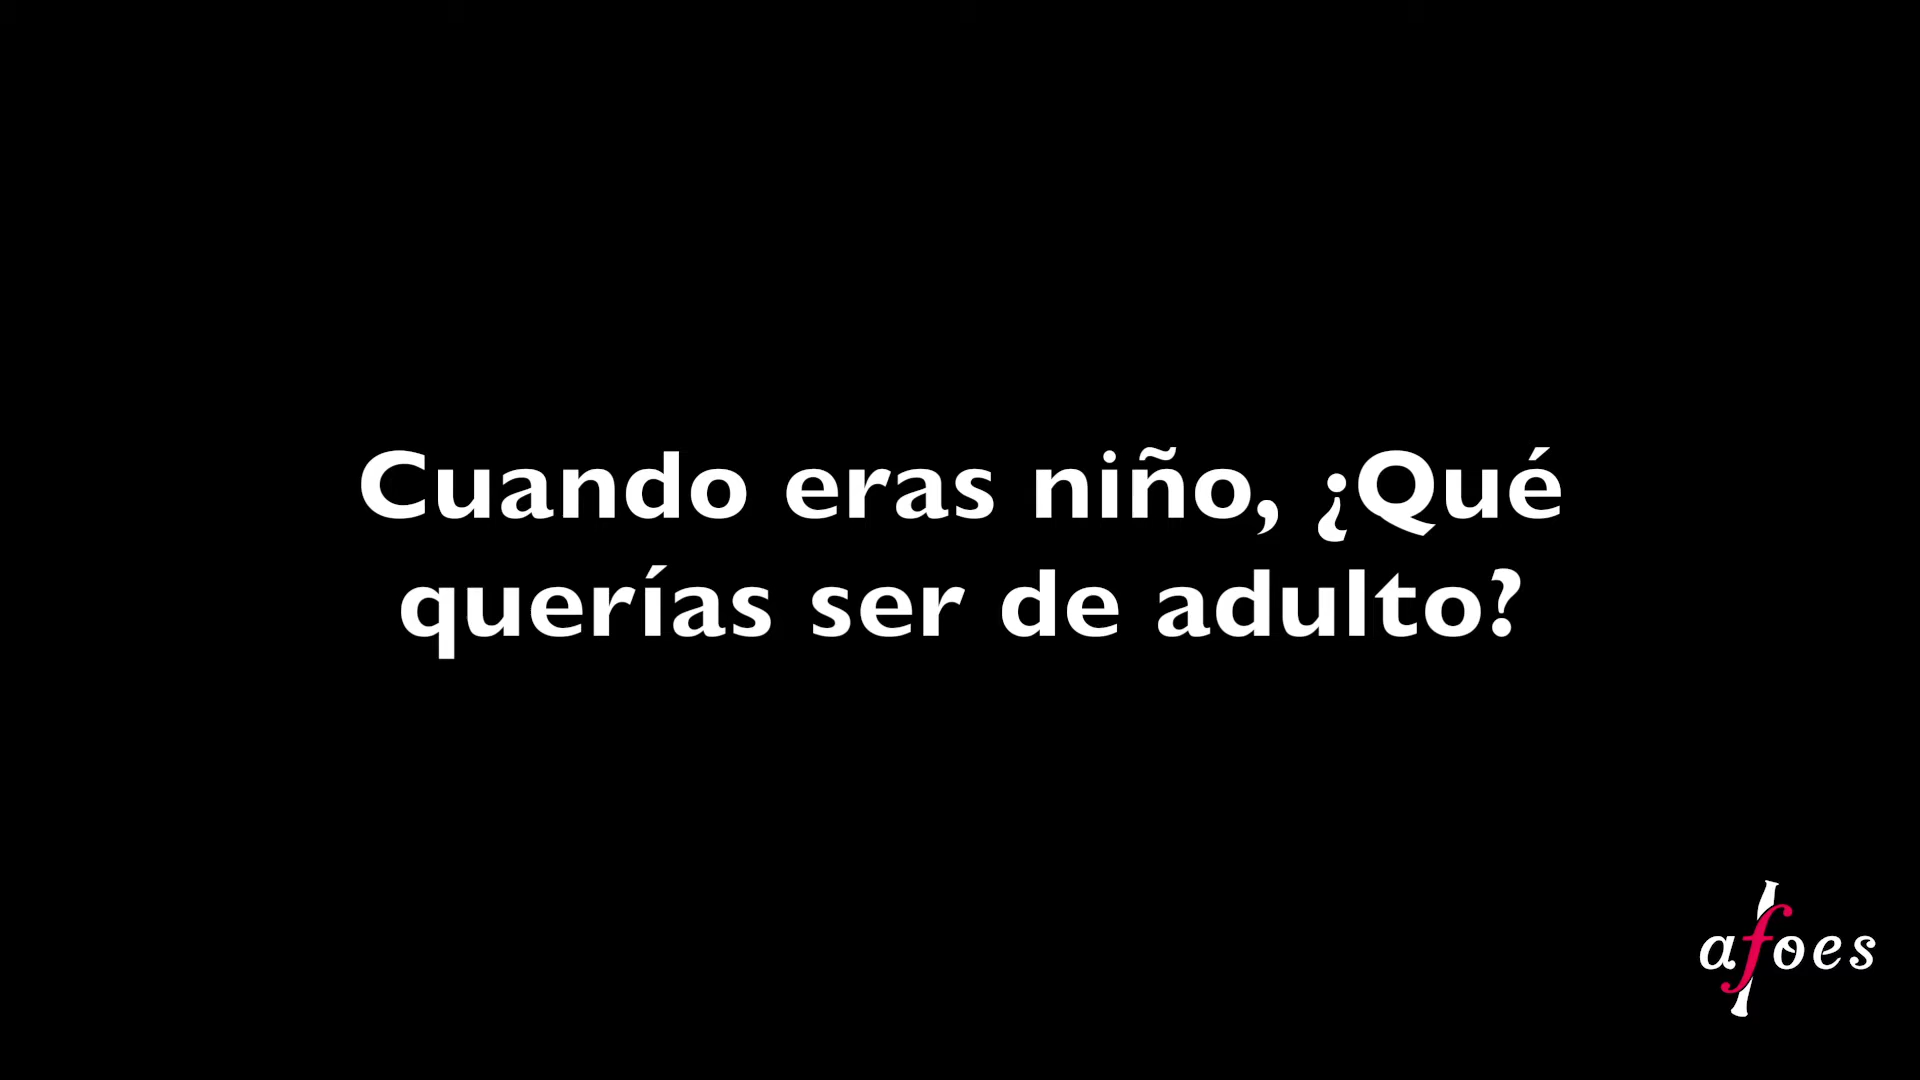 Cuando eras niño, ¿Qué
querías ser de adulto?
afoes